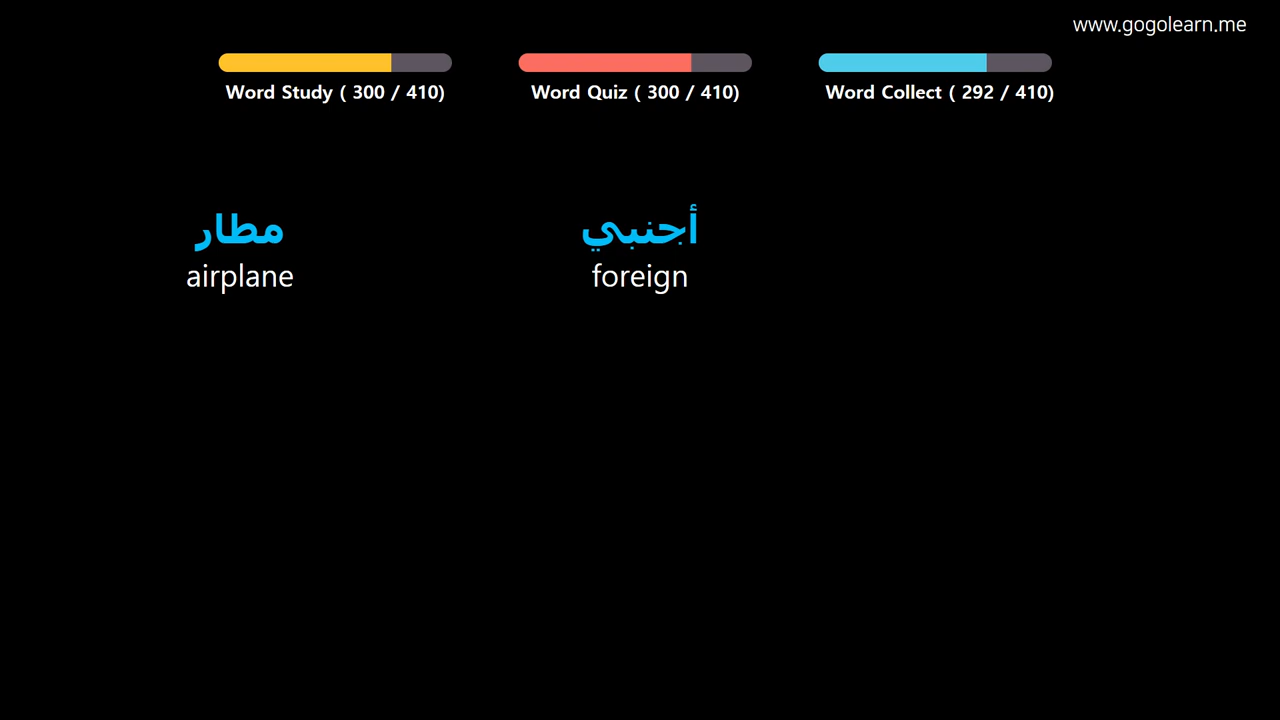 www.gogolearn.me
Word Study ( 300 / 410)
Word Quiz ( 300 / 410)
Word Collect ( 292 / 410)
مطار
airplane
أجنبي
foreign